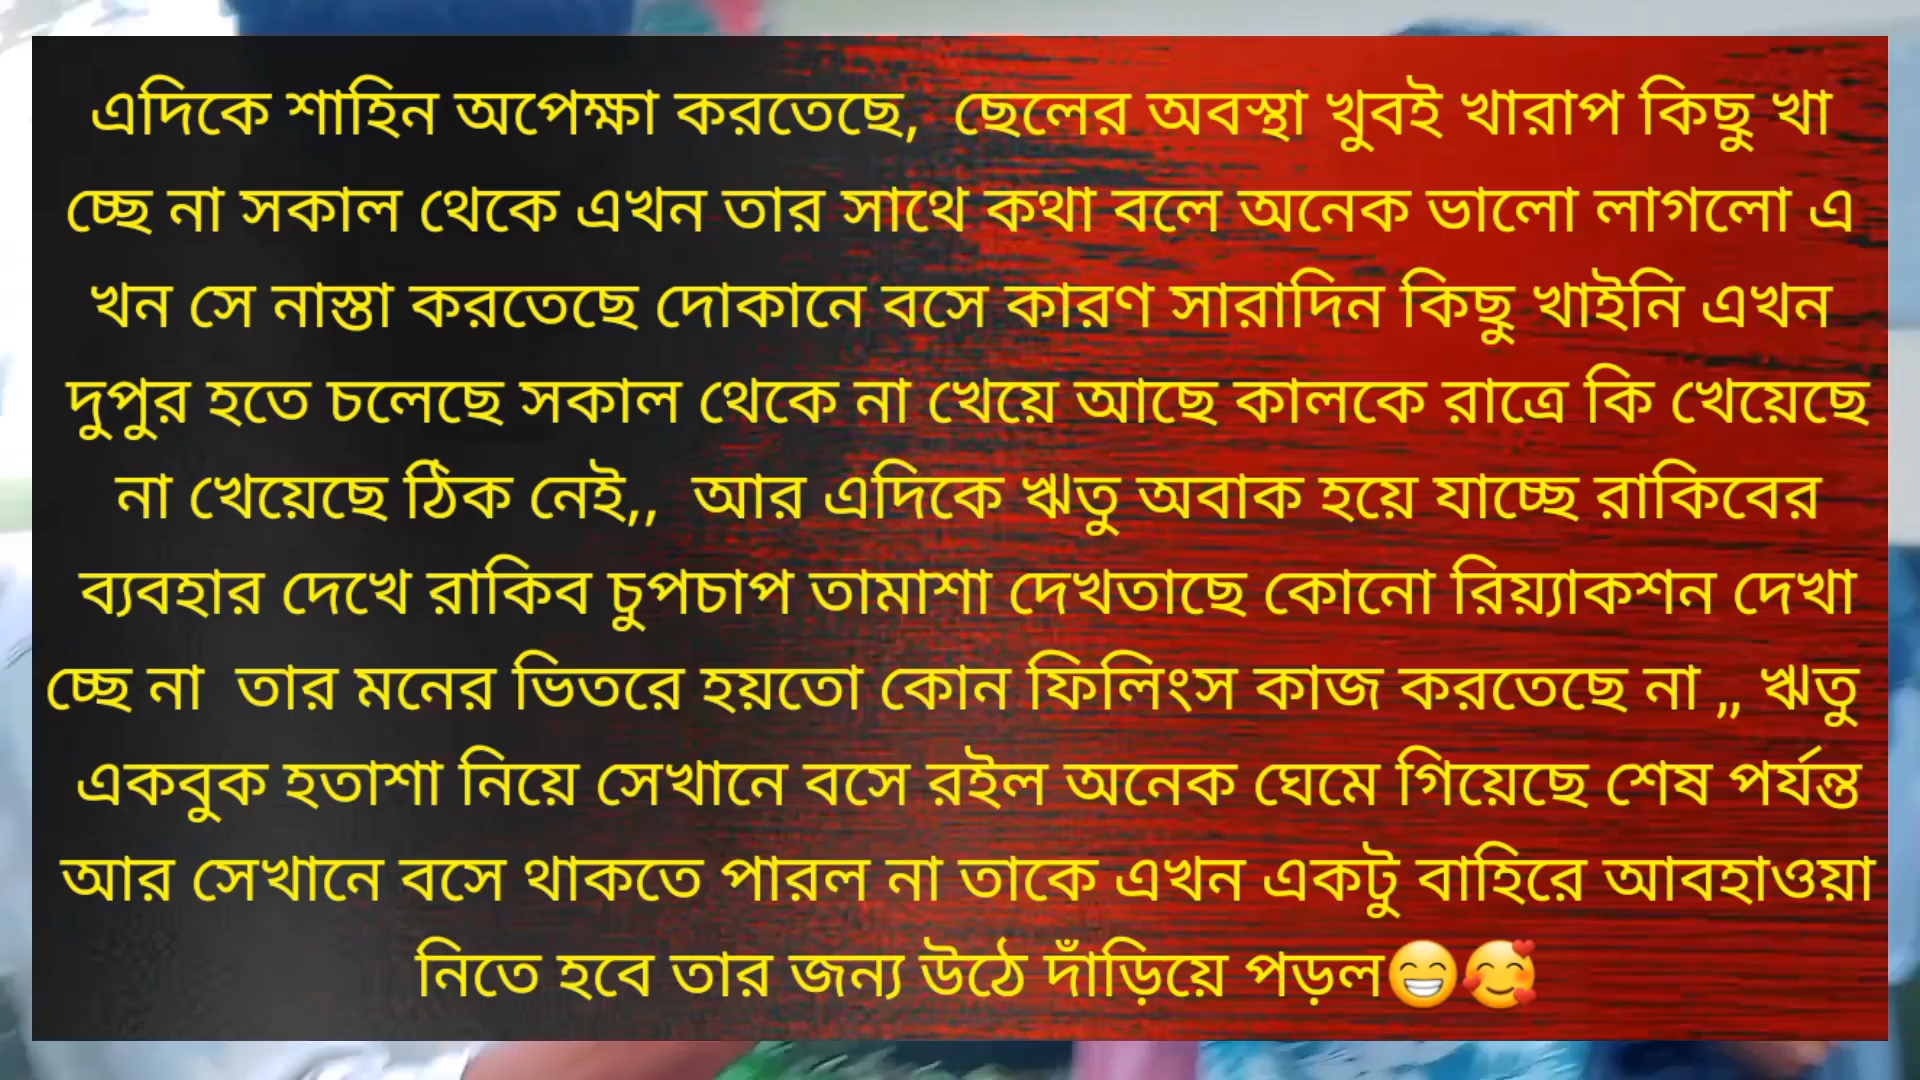 এদিকে শাহিন অপেক্ষা করতেছে,  ছেলের অবস্থা খুবই খারাপ কিছু খা
চ্ছে না সকাল থেকে এখন তার সাথে কথা বলে অনেক ভালো লাগলো এ
খন সে নাস্তা করতেছে দোকানে বসে কারণ সারাদিন কিছু খাইনি এখন
দুপুর হতে চলেছে সকাল থেকে না খেয়ে আছে কালকে রাত্রে কি খেয়েছে
না খেয়েছে ঠিক নেই,,  আর এদিকে ঋতু অবাক হয়ে যাচ্ছে রাকিবের
ব্যবহার দেখে রাকিব চুপচাপ তামাশা দেখতাছে কোনো রিয়্যাকশন দেখা
চ্ছে না  তার মনের ভিতরে হয়তো কোন ফিলিংস কাজ করতেছে না ,, ঋতু
একবুক হতাশা নিয়ে সেখানে বসে রইল অনেক ঘেমে গিয়েছে শেষ পর্যন্ত
আর সেখানে বসে থাকতে পারল না তাকে এখন একটু বাহিরে আবহাওয়া
নিতে হবে তার জন্য উঠে দাঁড়িয়ে পড়ল😁🥰